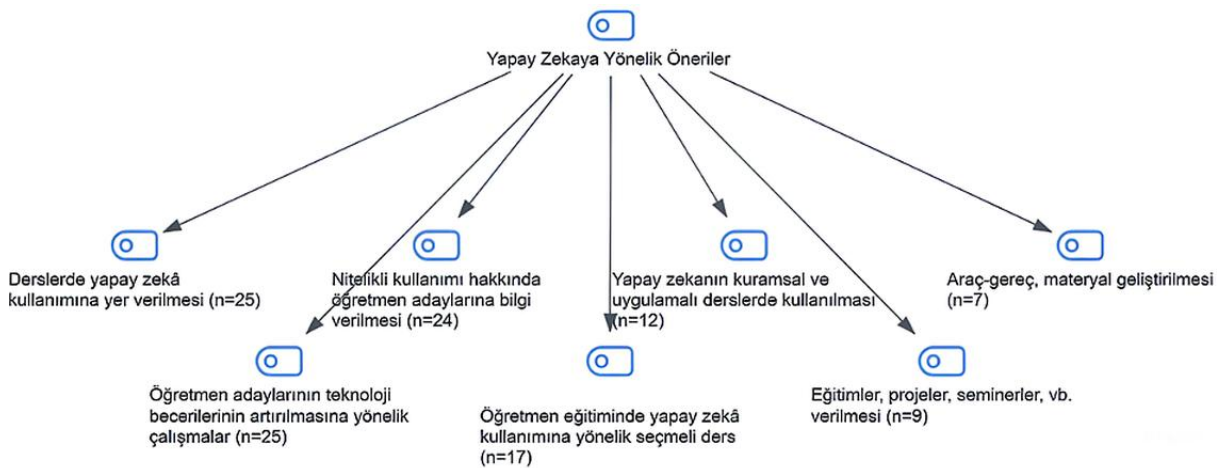 Yapay Zekaya Yönelik Öneriler
Derslerde yapay zekâ
kullanımına yer verilmesi (n=25)
Nitelikli kullanımı hakkında
öğretmen adaylarına bilgi
verilmesi (n=24)
Yapay zekanın kuramsal ve
uygulamalı derslerde kullanılması
(n=12)
Araç-gereç, materyal geliştirilmesi
(n=7)
Öğretmen adaylarının teknoloji
becerilerinin artırılmasına yönelik
çalışmalar (n=25)
Öğretmen eğitiminde yapay zekâ
kullanımına yönelik seçmeli ders
(n=17)
Eğitimler, projeler, seminerler, vb.
verilmesi (n=9)